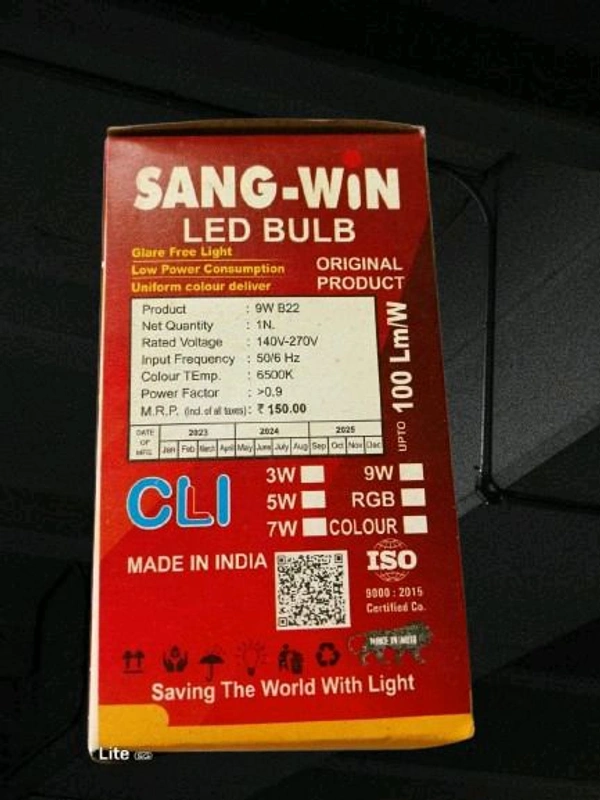 SANG-WiN
LED BULB
Glare Free Light
Low Power Consumption
Uniform colour deliver
ORIGINAL
PRODUCT
Product : 9W B22
Net Quantity : 1N.
Rated Voltage : 140V-270V
Input Frequency : 50/6 Hz
Colour TEmp. : 6500K
Power Factor : >0.9
M.R.P. (Incl. of all taxes) : ₹ 150.00
UPTO 100 Lm/W
DATE OF MFG. 2023 2024 2025
Jan Feb March April May June July Aug Sep Oct Nov Dec
CLI
3W 9W
5W RGB
7W COLOUR
MADE IN INDIA
ISO
9000 : 2015
Certified Co.
MAKE IN INDIA
Saving The World With Light
Lite